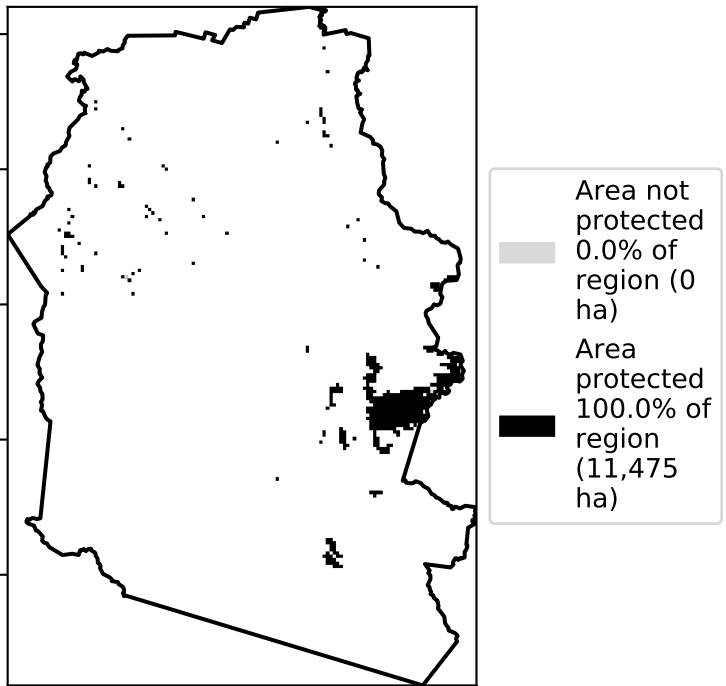 Area not
protected
0.0% of
region (0
ha)
Area
protected
100.0% of
region
(11,475
ha)